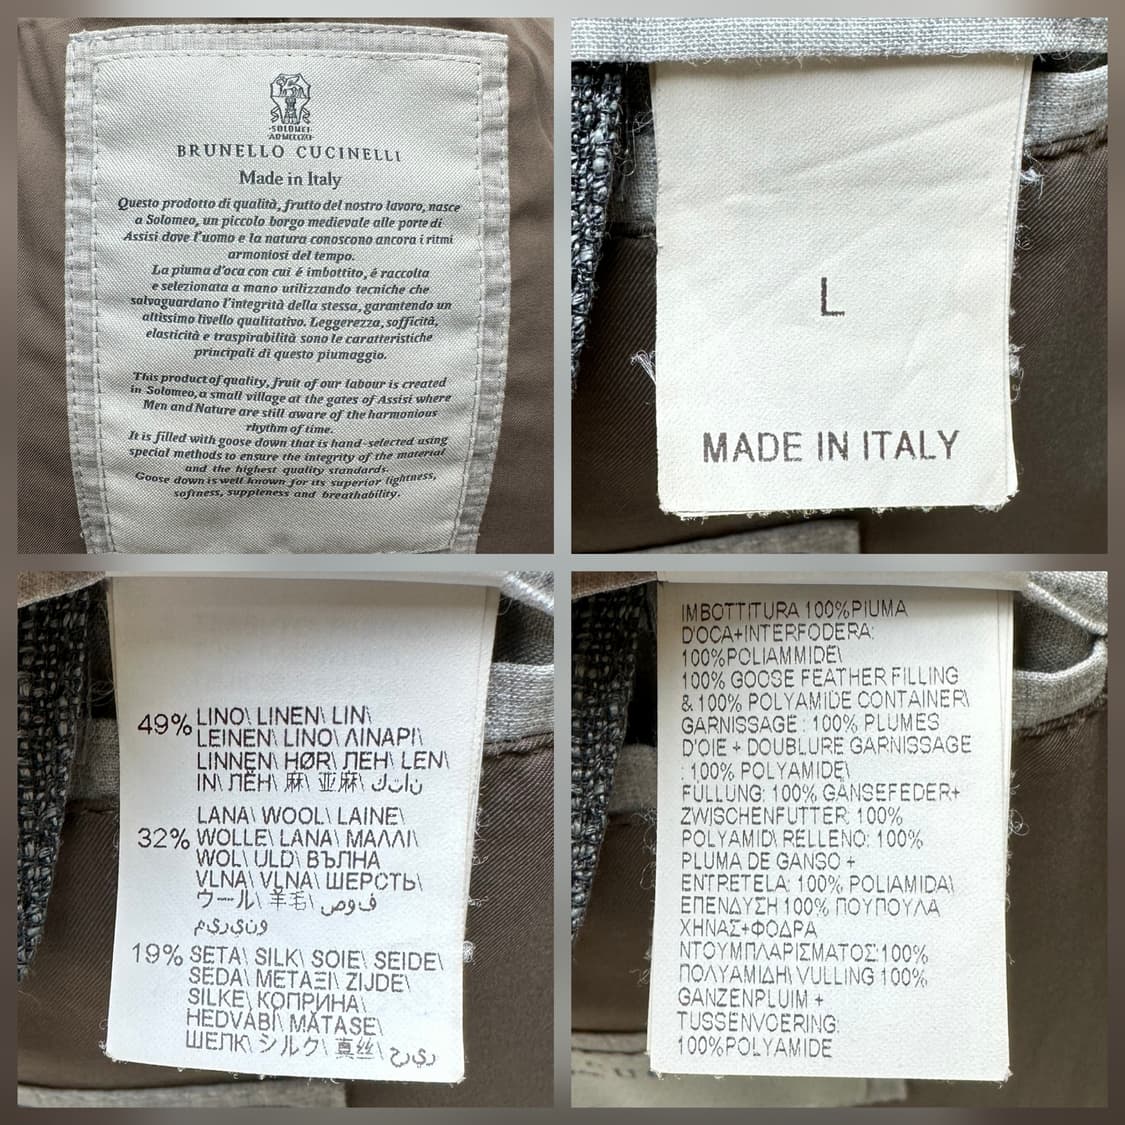 ·SOLOMEI·
BRUNELLO CUCINELLI
Made in Italy
Questo prodotto di qualità, frutto del nostro lavoro, nasce
a Solomeo, un piccolo borgo medievale alle porte di
Assisi dove l'uomo e la natura conoscono ancora i ritmi
armoniosi del tempo.
La piuma d'oca con cui é imbottito, é raccolta
e selezionata a mano utilizzando tecniche che
salvaguardano l'integrità della stessa, garantendo un
altissimo livello qualitativo. Leggerezza, sofficità,
elasticità e traspirabilità sono le caratteristiche
principali di questo piumaggio.
This product of quality, fruit of our labour is created
in Solomeo, a small village at the gates of Assisi where
Men and Nature are still aware of the harmonious
rhythm of time.
It is filled with goose down that is hand-selected using
special methods to ensure the integrity of the material
and the highest quality standards.
Goose down is well known for its superior lightness,
softness, suppleness and breathability.
L
MADE IN ITALY
49% LINO\ LINEN\ LIN\
LEINEN\ LINO\ ΛΙΝΑΡΙ\
LINNEN\ HØR\ ЛЕН\ LEN\
IN\ ЛЁН\ 麻\ 亚麻\ كتان
LANA\ WOOL\ LAINE\
32% WOLLE\ LANA\ ΜΑΛΛΙ\
WOL\ ULD\ ВЪЛНА
VLNA\ VLNA\ ШЕРСТЬ\
ウール\ 羊毛\ صوف
19% SETA\ SILK\ SOIE\ SEIDE\
SEDA\ ΜΕΤΑΞΙ\ ZIJDE\
SILKE\ КОПРИНА\
HEDVÁBÍ\ MĂTASE\
ШЕЛК\ シルク\ 真丝\ حرير
IMBOTTITURA 100%PIUMA
D'OCA+INTERFODERA:
100%POLIAMMIDE\
100% GOOSE FEATHER FILLING
& 100% POLYAMIDE CONTAINER\
GARNISSAGE : 100% PLUMES
D'OIE + DOUBLURE GARNISSAGE
: 100% POLYAMIDE\
FÜLLUNG: 100% GÄNSEFEDER+
ZWISCHENFUTTER: 100%
POLYAMID\ RELLENO: 100%
PLUMA DE GANSO +
ENTRETELA: 100% POLIAMIDA\
ΕΠΕΝΔΥΣΗ 100% ΠΟΥΠΟΥΛΑ
ΧΗΝΑΣ+ΦΟΔΡΑ
ΝΤΟΥΜΠΛΑΡΙΣΜΑΤΟΣ:100%
ΠΟΛΥΑΜΙΔΗ\ VULLING 100%
GANZENPLUIM +
TUSSENVOERING:
100%POLYAMIDE